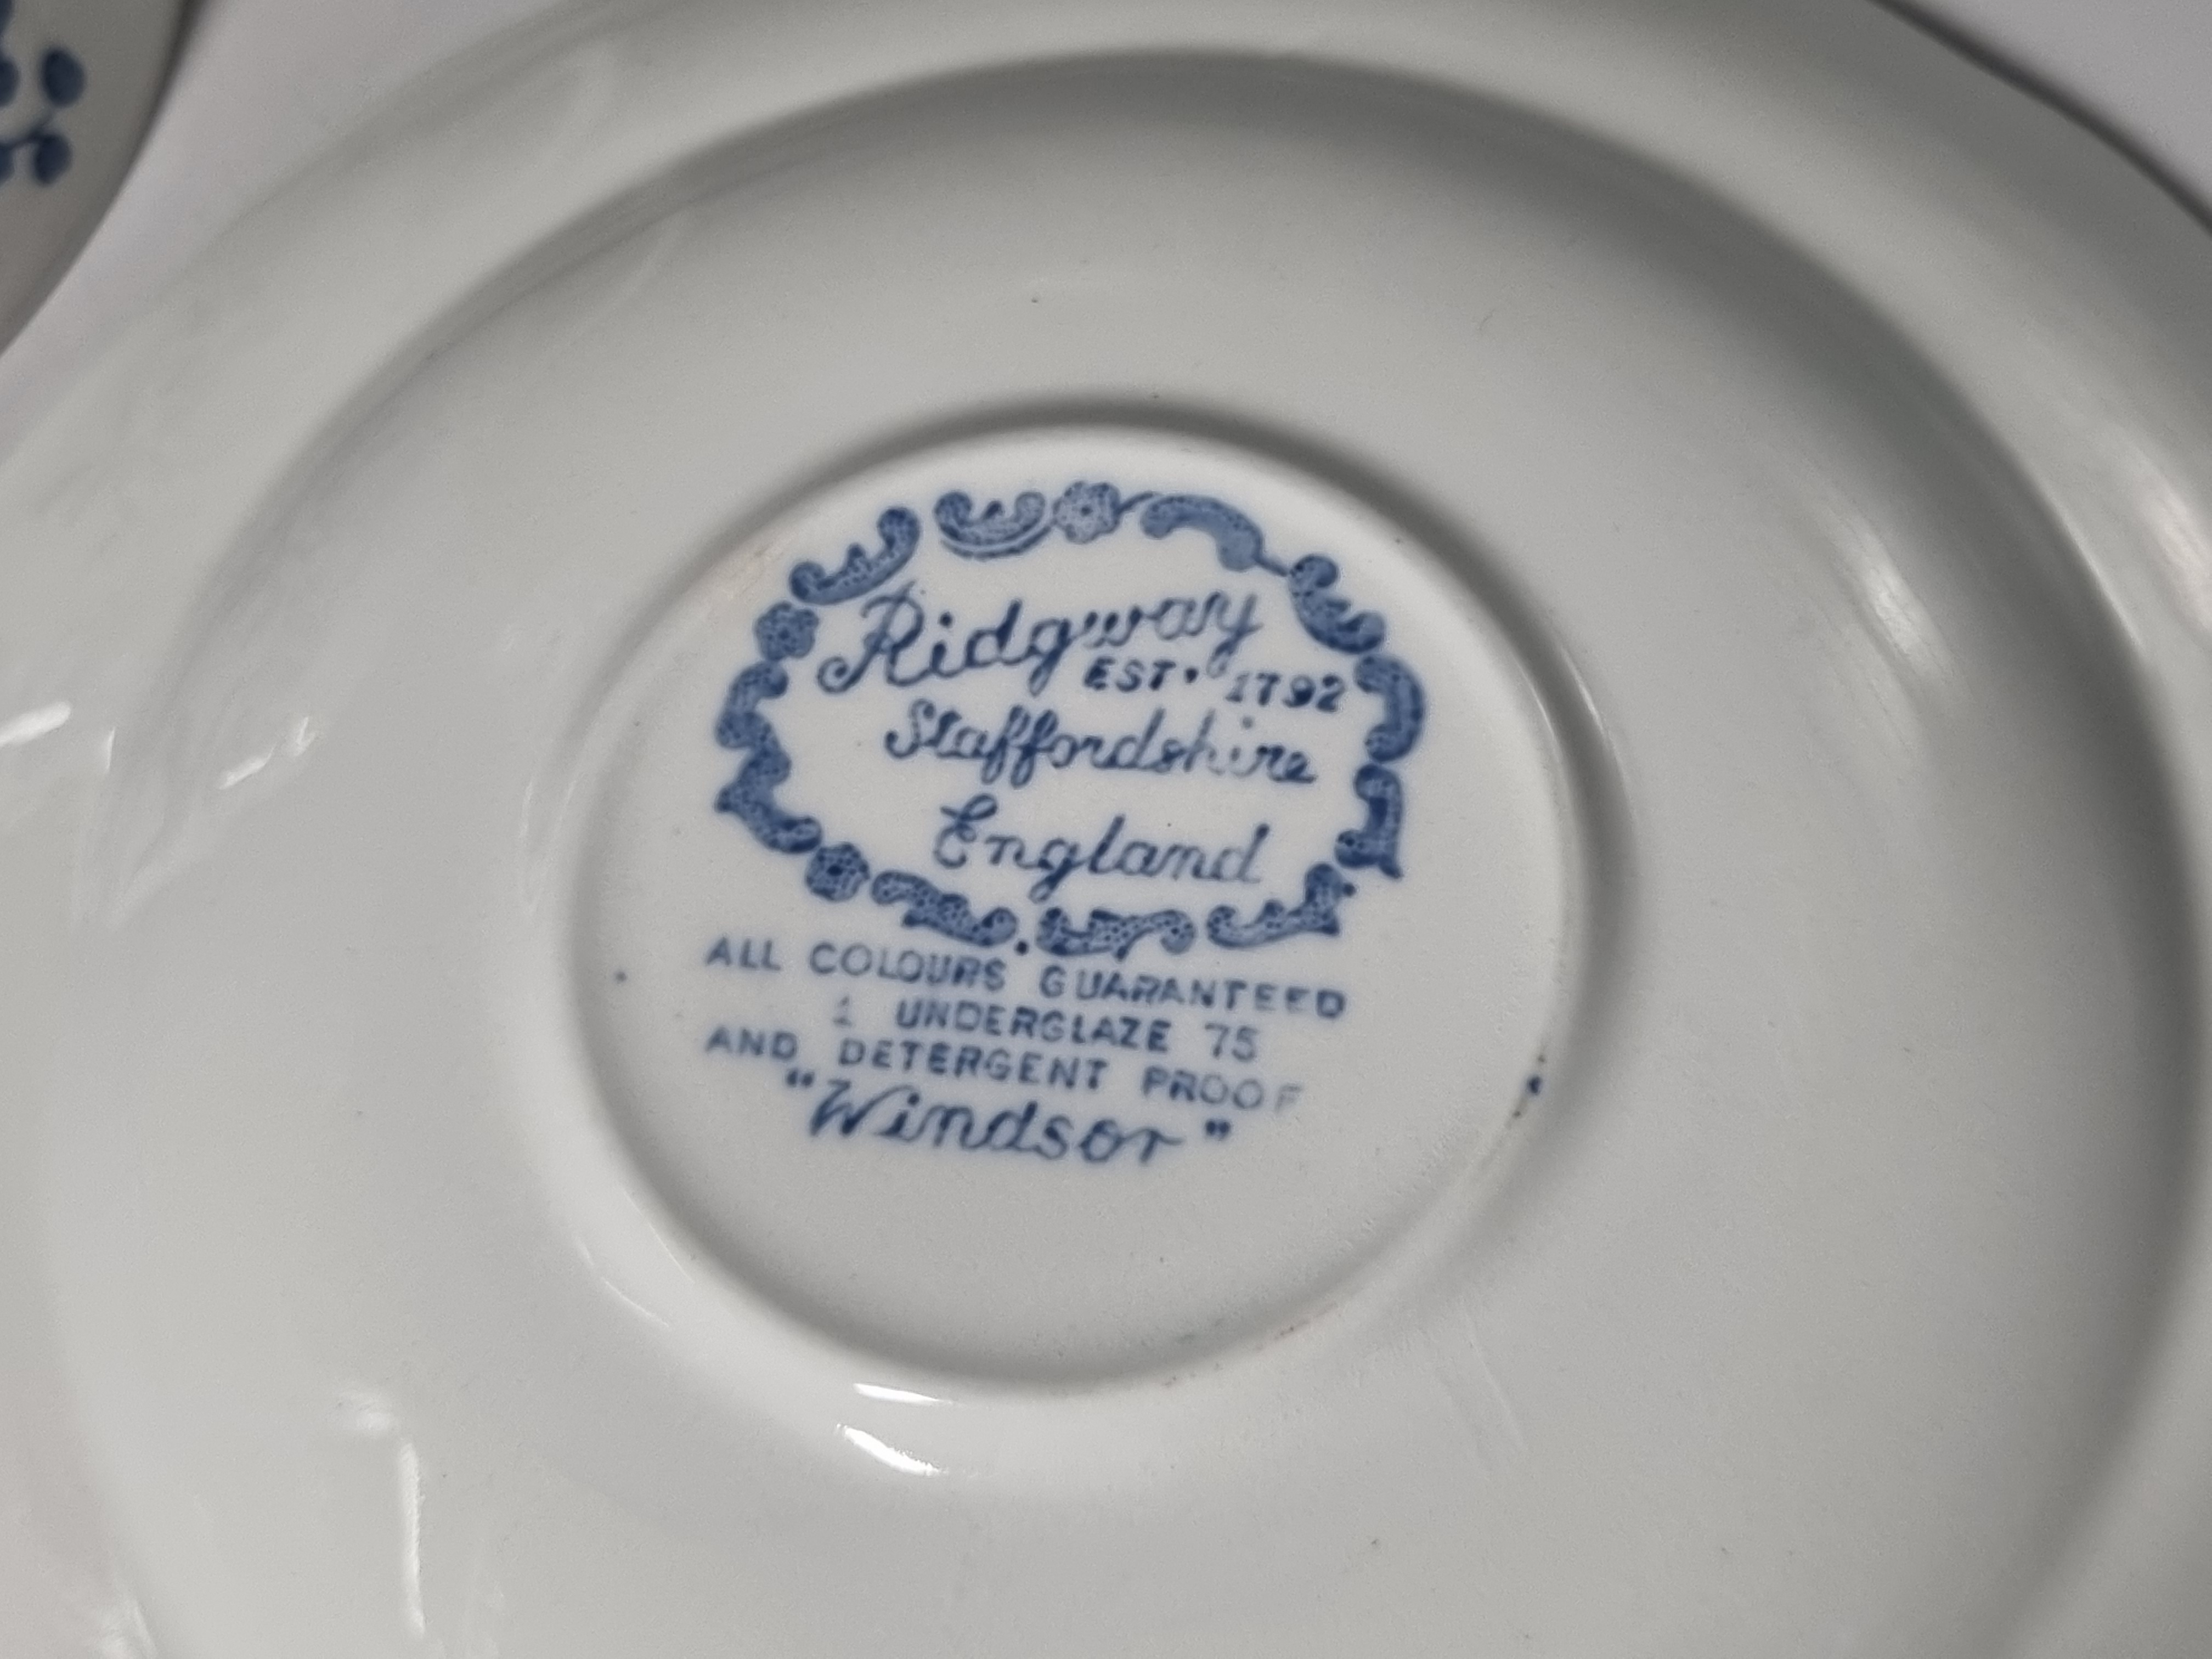 Ridgway
EST. 1792
Staffordshire
England
ALL COLOURS GUARANTEED
1 UNDERGLAZE 75
AND DETERGENT PROOF
"Windsor"